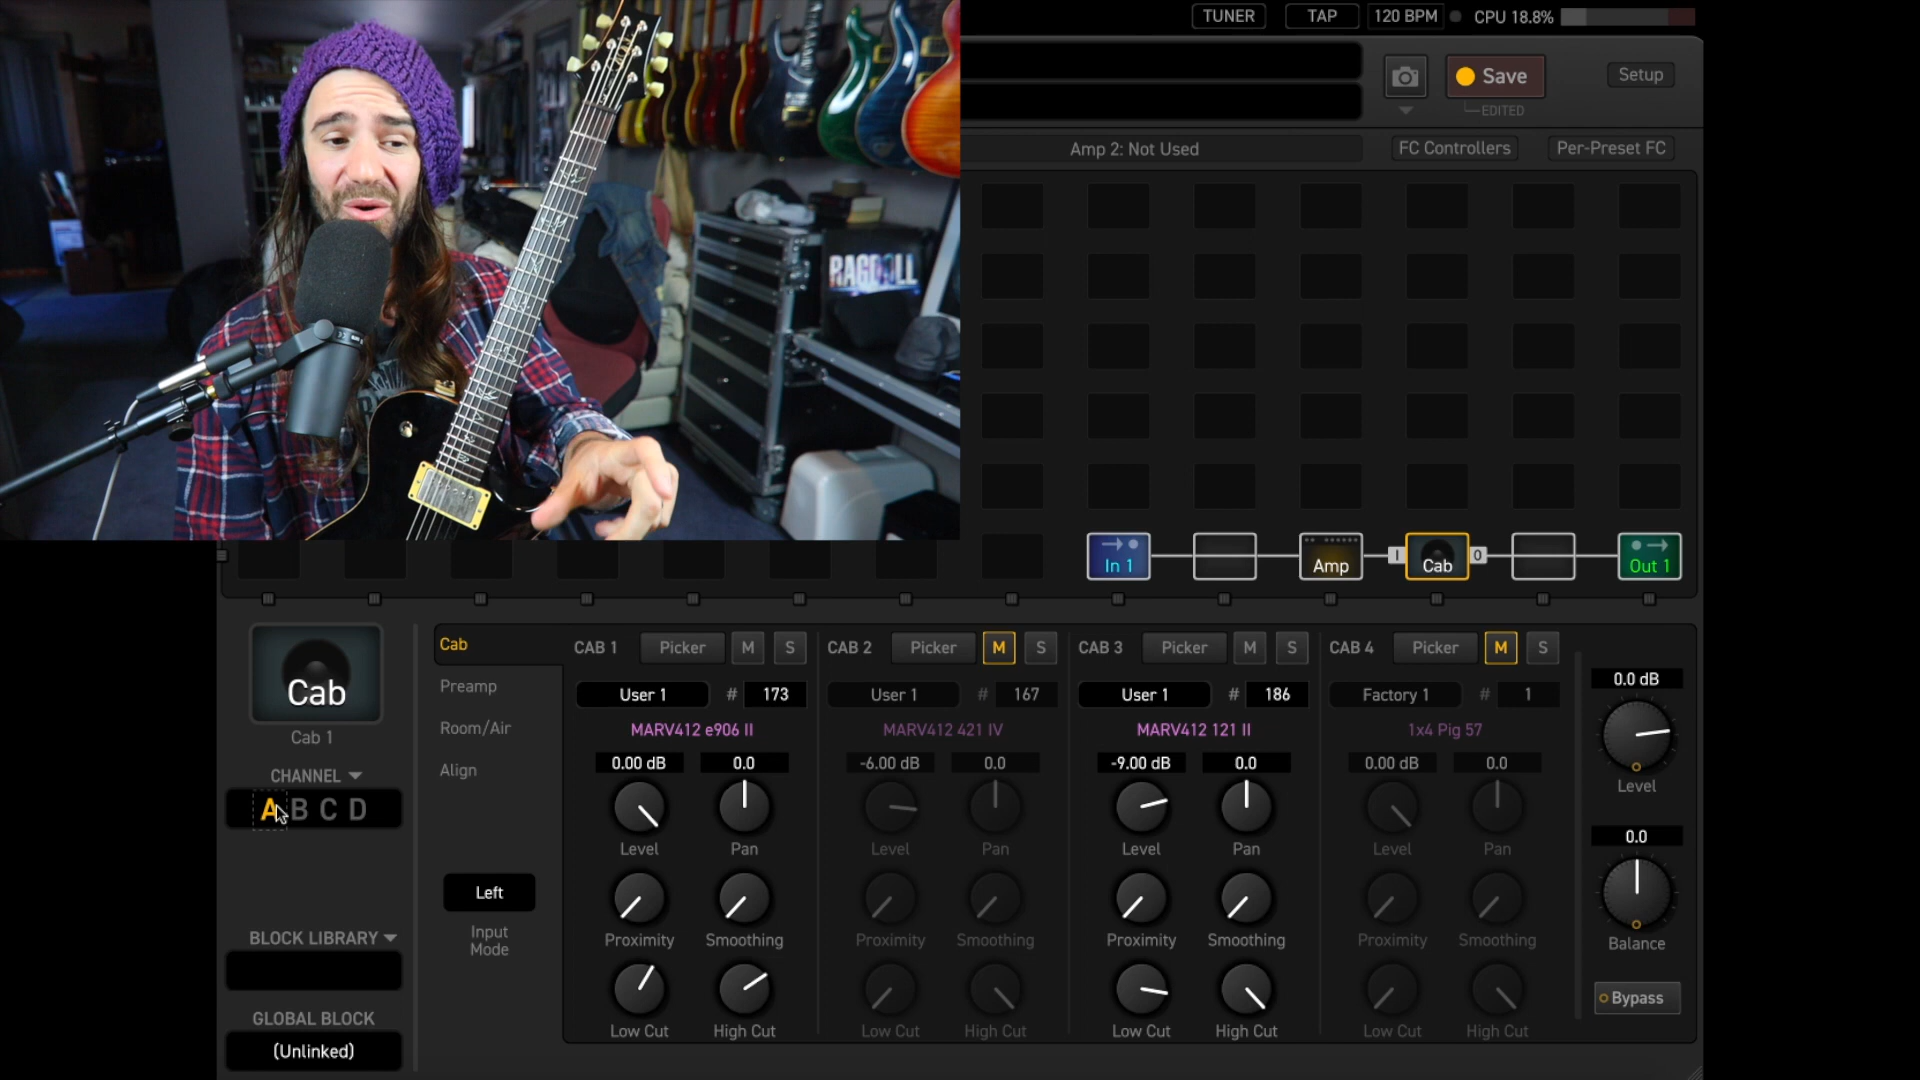 TUNER
TAP
120 BPM
CPU 18.8%
Save
EDITED
Setup
Amp 2: Not Used
FC Controllers
Per-Preset FC
RAGDOLL
In 1
Amp
I
Cab
O
Out 1
Cab
Cab 1
CHANNEL
A B C D
BLOCK LIBRARY
GLOBAL BLOCK
(Unlinked)
Cab
Preamp
Room/Air
Align
Left
Input
Mode
CAB 1 Picker M S
User 1 # 173
MARV412 e906 II
0.00 dB 0.0
Level Pan
Proximity Smoothing
Low Cut High Cut
CAB 2 Picker M S
User 1 # 167
MARV412 421 IV
-6.00 dB 0.0
Level Pan
Proximity Smoothing
Low Cut High Cut
CAB 3 Picker M S
User 1 # 186
MARV412 121 II
-9.00 dB 0.0
Level Pan
Proximity Smoothing
Low Cut High Cut
CAB 4 Picker M S
Factory 1 # 1
1x4 Pig 57
0.00 dB 0.0
Level Pan
Proximity Smoothing
Low Cut High Cut
0.0 dB
Level
0.0
Balance
Bypass